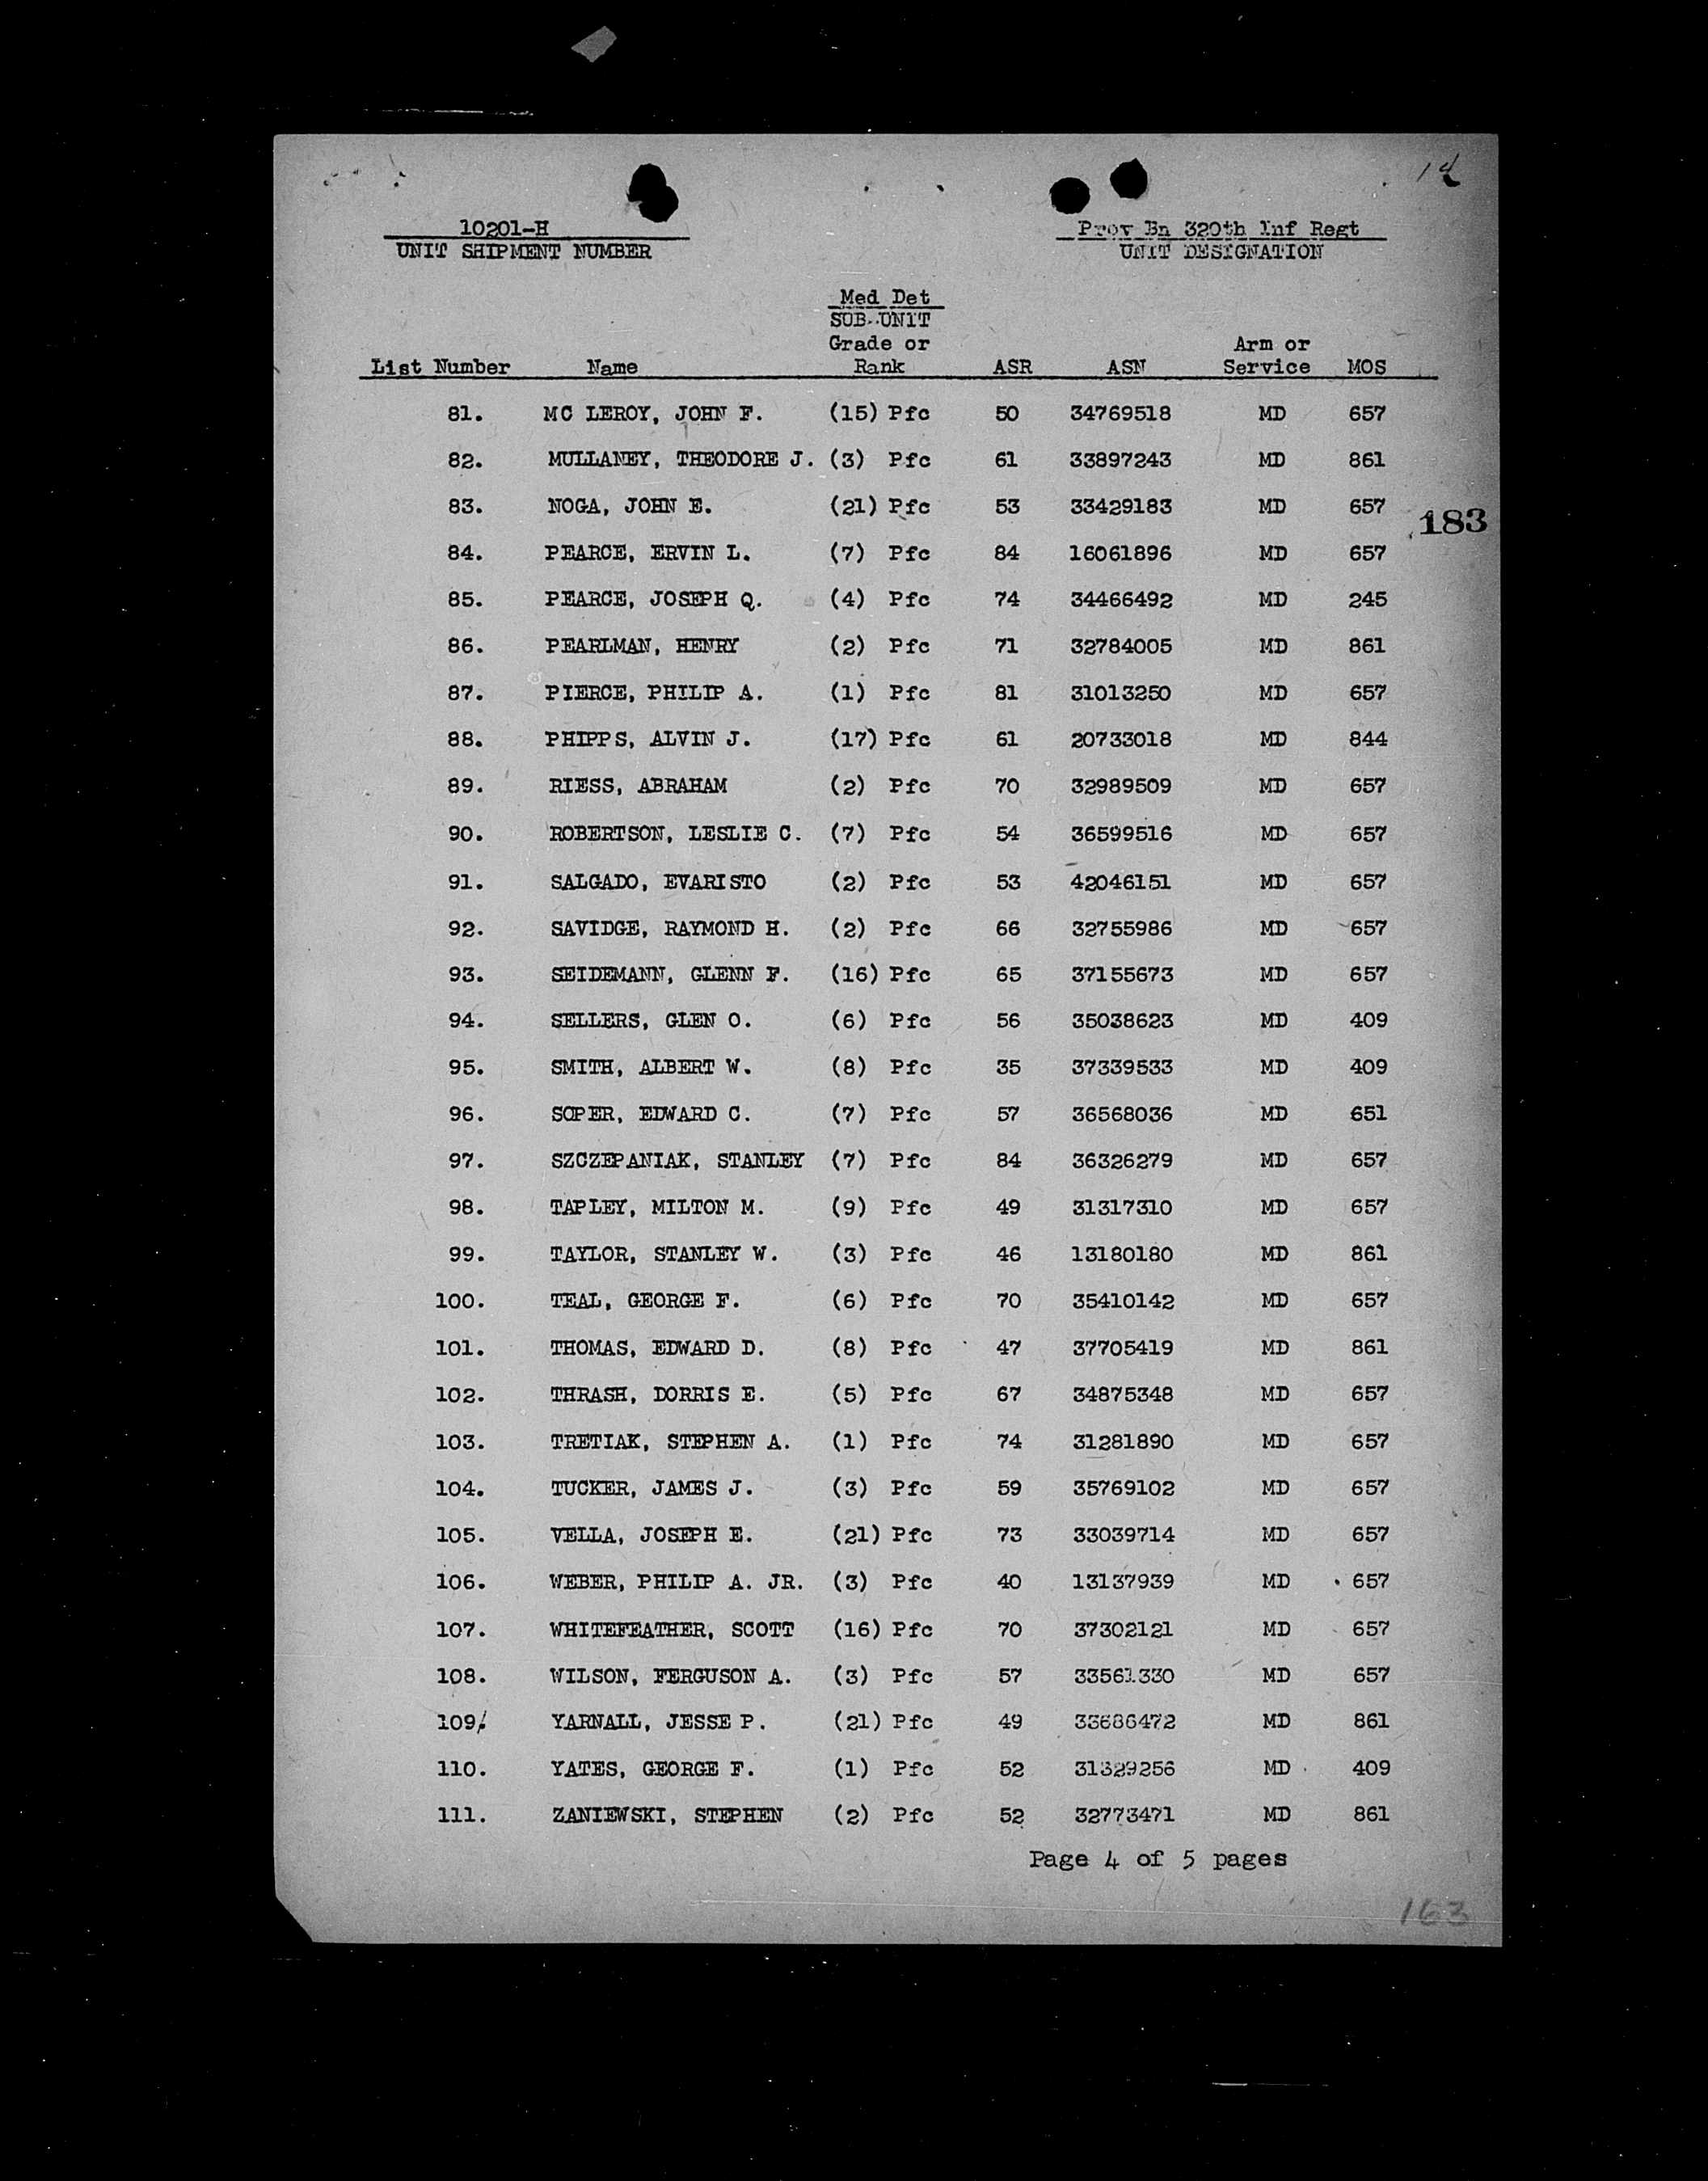 14
10201-H
UNIT SHIPMENT NUMBER
Prov Bn 320th Inf Regt
UNIT DESIGNATION
Med Det
SUB-UNIT
List Number Name Grade or Rank ASR ASN Arm or Service MOS
81. MC LEROY, JOHN F. (15) Pfc 50 34769518 MD 657
82. MULLANEY, THEODORE J. (3) Pfc 61 33897243 MD 861
83. NOGA, JOHN E. (21) Pfc 53 33429183 MD 657
183
84. PEARCE, ERVIN L. (7) Pfc 84 16061896 MD 657
85. PEARCE, JOSEPH Q. (4) Pfc 74 34466492 MD 245
86. PEARLMAN, HENRY (2) Pfc 71 32784005 MD 861
87. PIERCE, PHILIP A. (1) Pfc 81 31013250 MD 657
88. PHIPPS, ALVIN J. (17) Pfc 61 20733018 MD 844
89. RIESS, ABRAHAM (2) Pfc 70 32989509 MD 657
90. ROBERTSON, LESLIE C. (7) Pfc 54 36599516 MD 657
91. SALGADO, EVARISTO (2) Pfc 53 42046151 MD 657
92. SAVIDGE, RAYMOND H. (2) Pfc 66 32755986 MD 657
93. SEIDEMANN, GLENN F. (16) Pfc 65 37155673 MD 657
94. SELLERS, GLEN O. (6) Pfc 56 35038623 MD 409
95. SMITH, ALBERT W. (8) Pfc 35 37339533 MD 409
96. SOPER, EDWARD C. (7) Pfc 57 36568036 MD 651
97. SZCZEPANIAK, STANLEY (7) Pfc 84 36326279 MD 657
98. TAPLEY, MILTON M. (9) Pfc 49 31317310 MD 657
99. TAYLOR, STANLEY W. (3) Pfc 46 13180180 MD 861
100. TEAL, GEORGE F. (6) Pfc 70 35410142 MD 657
101. THOMAS, EDWARD D. (8) Pfc 47 37705419 MD 861
102. THRASH, DORRIS E. (5) Pfc 67 34875348 MD 657
103. TRETIAK, STEPHEN A. (1) Pfc 74 31281890 MD 657
104. TUCKER, JAMES J. (3) Pfc 59 35769102 MD 657
105. VELLA, JOSEPH E. (21) Pfc 73 33039714 MD 657
106. WEBER, PHILIP A. JR. (3) Pfc 40 13137939 MD 657
107. WHITEFEATHER, SCOTT (16) Pfc 70 37302121 MD 657
108. WILSON, FERGUSON A. (3) Pfc 57 33561330 MD 657
109. YARNALL, JESSE P. (21) Pfc 49 33686472 MD 861
110. YATES, GEORGE F. (1) Pfc 52 31329256 MD 409
111. ZANIEWSKI, STEPHEN (2) Pfc 52 32773471 MD 861
Page 4 of 5 pages
163